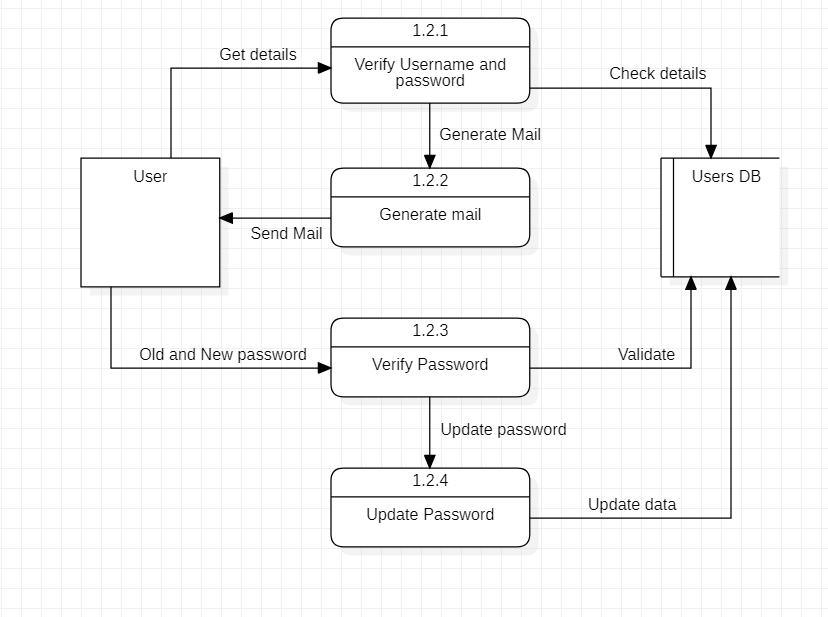 1.2.1
Get details
Verify Username and
password
Check details
Generate Mail
User
1.2.2
Users DB
Generate mail
Send Mail
1.2.3
Old and New password
Verify Password
Validate
Update password
1.2.4
Update Password
Update data